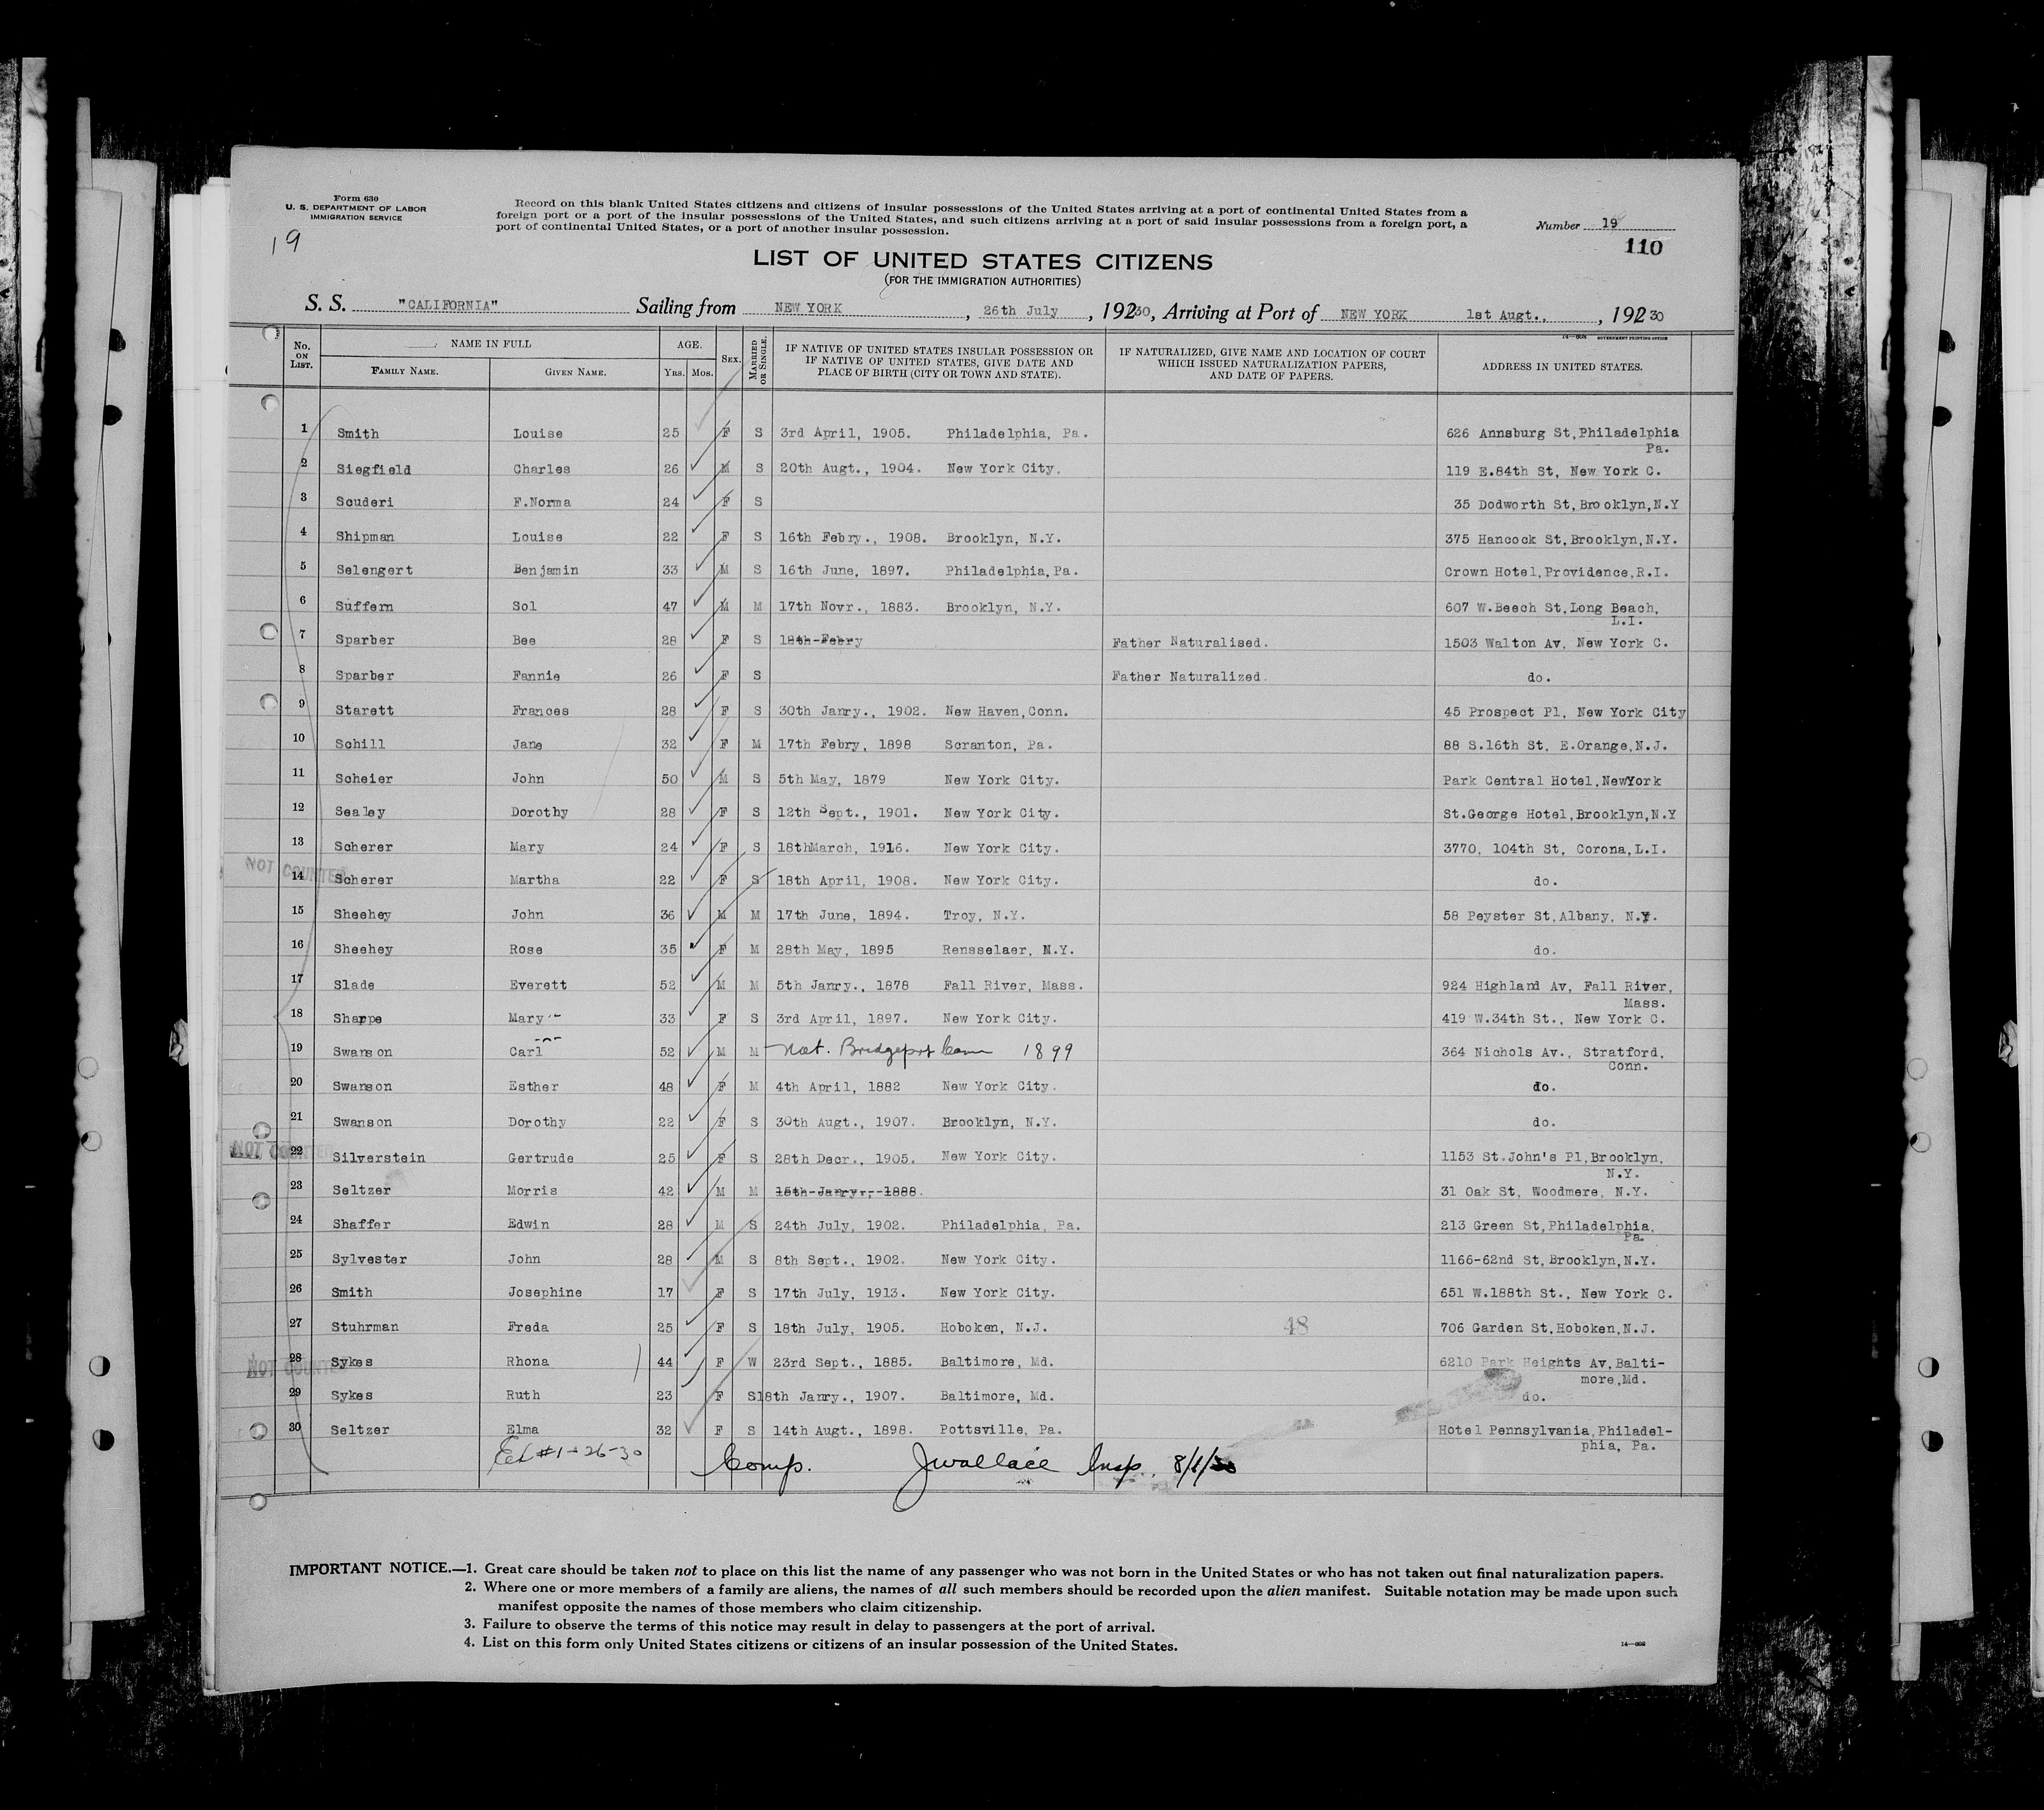 Form 630
U. S. DEPARTMENT OF LABOR
IMMIGRATION SERVICE
19
Record on this blank United States citizens and citizens of insular possessions of the United States arriving at a port of continental United States from a
foreign port or a port of the insular possessions of the United States, and such citizens arriving at a port of said insular possessions from a foreign port, a
port of continental United States, or a port of another insular possession.
Number 19
110
LIST OF UNITED STATES CITIZENS
(FOR THE IMMIGRATION AUTHORITIES)
S. S. "CALIFORNIA" Sailing from NEW YORK, 26th July, 19230, Arriving at Port of NEW YORK 1st Augt., , 19230
14—808 GOVERNMENT PRINTING OFFICE
No. ON LIST. NAME IN FULL AGE. SEX. MARRIED OR SINGLE. IF NATIVE OF UNITED STATES INSULAR POSSESSION OR IF NATIVE OF UNITED STATES, GIVE DATE AND PLACE OF BIRTH (CITY OR TOWN AND STATE). IF NATURALIZED, GIVE NAME AND LOCATION OF COURT WHICH ISSUED NATURALIZATION PAPERS, AND DATE OF PAPERS. ADDRESS IN UNITED STATES.
FAMILY NAME. GIVEN NAME. YRS. MOS.
1 Smith Louise 25 F S 3rd April, 1905. Philadelphia, Pa. 626 Annsburg St,Philadelphia
Pa.
2 Siegfield Charles 26 M S 20th Augt., 1904. New York City. 119 E.84th St, New York C.
3 Scuderi F.Norma 24 F S 35 Dodworth St,Brooklyn,N.Y
4 Shipman Louise 22 F S 16th Febry., 1908. Brooklyn, N.Y. 375 Hancock St,Brooklyn,N.Y.
5 Selengert Benjamin 33 M S 16th June, 1897. Philadelphia,Pa. Crown Hotel,Providence,R.I.
6 Suffern Sol 47 M M 17th Novr., 1883. Brooklyn, N.Y. 607 W.Beech St,Long Beach,
L.I.
7 Sparber Bee 28 F S 18th Febry Father Naturalised. 1503 Walton Av, New York C.
8 Sparber Fannie 26 F S Father Naturalized. do.
9 Starett Frances 28 F S 30th Janry., 1902. New Haven,Conn. 45 Prospect Pl, New York City
10 Schill Jane 32 F M 17th Febry, 1898 Scranton, Pa. 88 S.16th St, E.Orange,N.J.
11 Scheier John 50 M S 5th May, 1879 New York City. Park Central Hotel,NewYork
12 Sealey Dorothy 28 F S 12th Sept., 1901. New York City. St.George Hotel,Brooklyn,N.Y
13 Scherer Mary 24 F S 18thMarch, 1916. New York City. 3770, 104th St, Corona,L.I.
NOT COUNTED
14 Scherer Martha 22 F S 18th April, 1908. New York City. do.
15 Sheehey John 36 M M 17th June, 1894. Troy, N.Y. 58 Peyster St,Albany, N.Y.
16 Sheehey Rose 35 F M 28th May, 1895 Rensselaer, N.Y. do.
17 Slade Everett 52 M M 5th Janry., 1878 Fall River, Mass. 924 Highland Av, Fall River,
Mass.
18 Sharpe Mary 33 F S 3rd April, 1897. New York City. 419 W.34th St., New York C.
19 Swanson Carl 52 M M Nat. Bridgeport Conn 1899 364 Nichols Av., Stratford,
Conn.
20 Swanson Esther 48 F M 4th April, 1882 New York City. do.
21 Swanson Dorothy 22 F S 30th Augt., 1907. Brooklyn, N.Y. do.
NOT COUNTED
22 Silverstein Gertrude 25 F S 28th Decr., 1905. New York City. 1153 St.John's Pl,Brooklyn,
N.Y.
23 Seltzer Morris 42 M M 15th Janry., 1888. 31 Oak St, Woodmere, N.Y.
24 Shaffer Edwin 28 M S 24th July, 1902. Philadelphia, Pa. 213 Green St,Philadelphia,
Pa.
25 Sylvester John 28 M S 8th Sept., 1902. New York City. 1166-62nd St,Brooklyn,N.Y.
26 Smith Josephine 17 F S 17th July, 1913. New York City. 651 W.188th St., New York C.
27 Stuhrman Freda 25 F S 18th July, 1905. Hoboken, N.J. 48 706 Garden St,Hoboken,N.J.
NOT COUNTED
28 Sykes Rhona 44 F W 23rd Sept., 1885. Baltimore, Md. 6210 Park Heights Av,Balti-
more,Md.
29 Sykes Ruth 23 F S 18th Janry., 1907. Baltimore, Md. do.
30 Seltzer Elma 32 F S 14th Augt., 1898. Pottsville, Pa. Hotel Pennsylvania,Philadel-
phia, Pa.
#1-26-30
Comp. JWallace Insp. 8/1/30
IMPORTANT NOTICE.—1. Great care should be taken not to place on this list the name of any passenger who was not born in the United States or who has not taken out final naturalization papers.
2. Where one or more members of a family are aliens, the names of all such members should be recorded upon the alien manifest. Suitable notation may be made upon such
manifest opposite the names of those members who claim citizenship.
3. Failure to observe the terms of this notice may result in delay to passengers at the port of arrival.
4. List on this form only United States citizens or citizens of an insular possession of the United States.